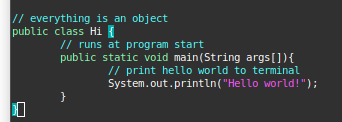 // everything is an object
public class Hi {
        // runs at program start
        public static void main(String args[]){
                // print hello world to terminal
                System.out.println("Hello world!");
        }
}